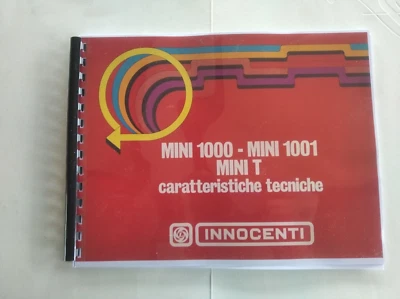 MINI 1000 - MINI 1001
MINI T
caratteristiche tecniche
INNOCENTI